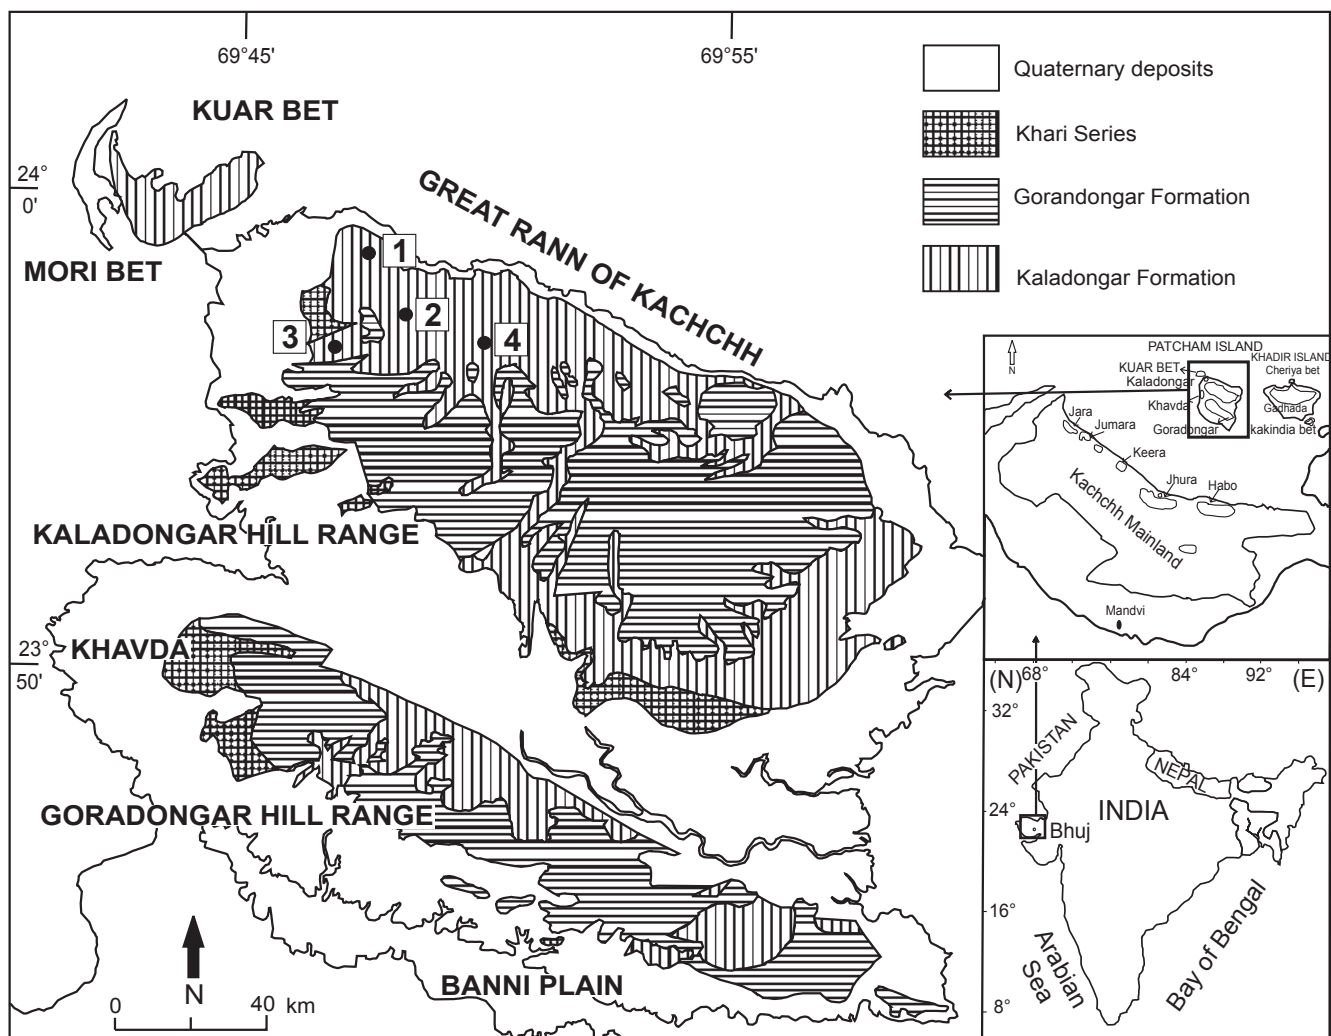 69°45'
69°55'
KUAR BET
24°
0'
MORI BET
GREAT RANN OF KACHCHH
1
2
3
4
KALADONGAR HILL RANGE
KHAVDA
23°
50'
GORADONGAR HILL RANGE
BANNI PLAIN
N
0
40 km
Quaternary deposits
Khari Series
Gorandongar Formation
Kaladongar Formation
N
PATCHAM ISLAND
KUAR BET
KHADIR ISLAND
Cheriya bet
Kaladongar
Khavda
Gadhada
Goradongar
kakindia bet
Jara
Jumara
Keera
Jhura
Habo
Kachchh Mainland
Mandvi
(N)
68°
84°
92°
(E)
32°
24°
16°
8°
PAKISTAN
NEPAL
INDIA
Bhuj
Arabian
Sea
Bay of Bengal